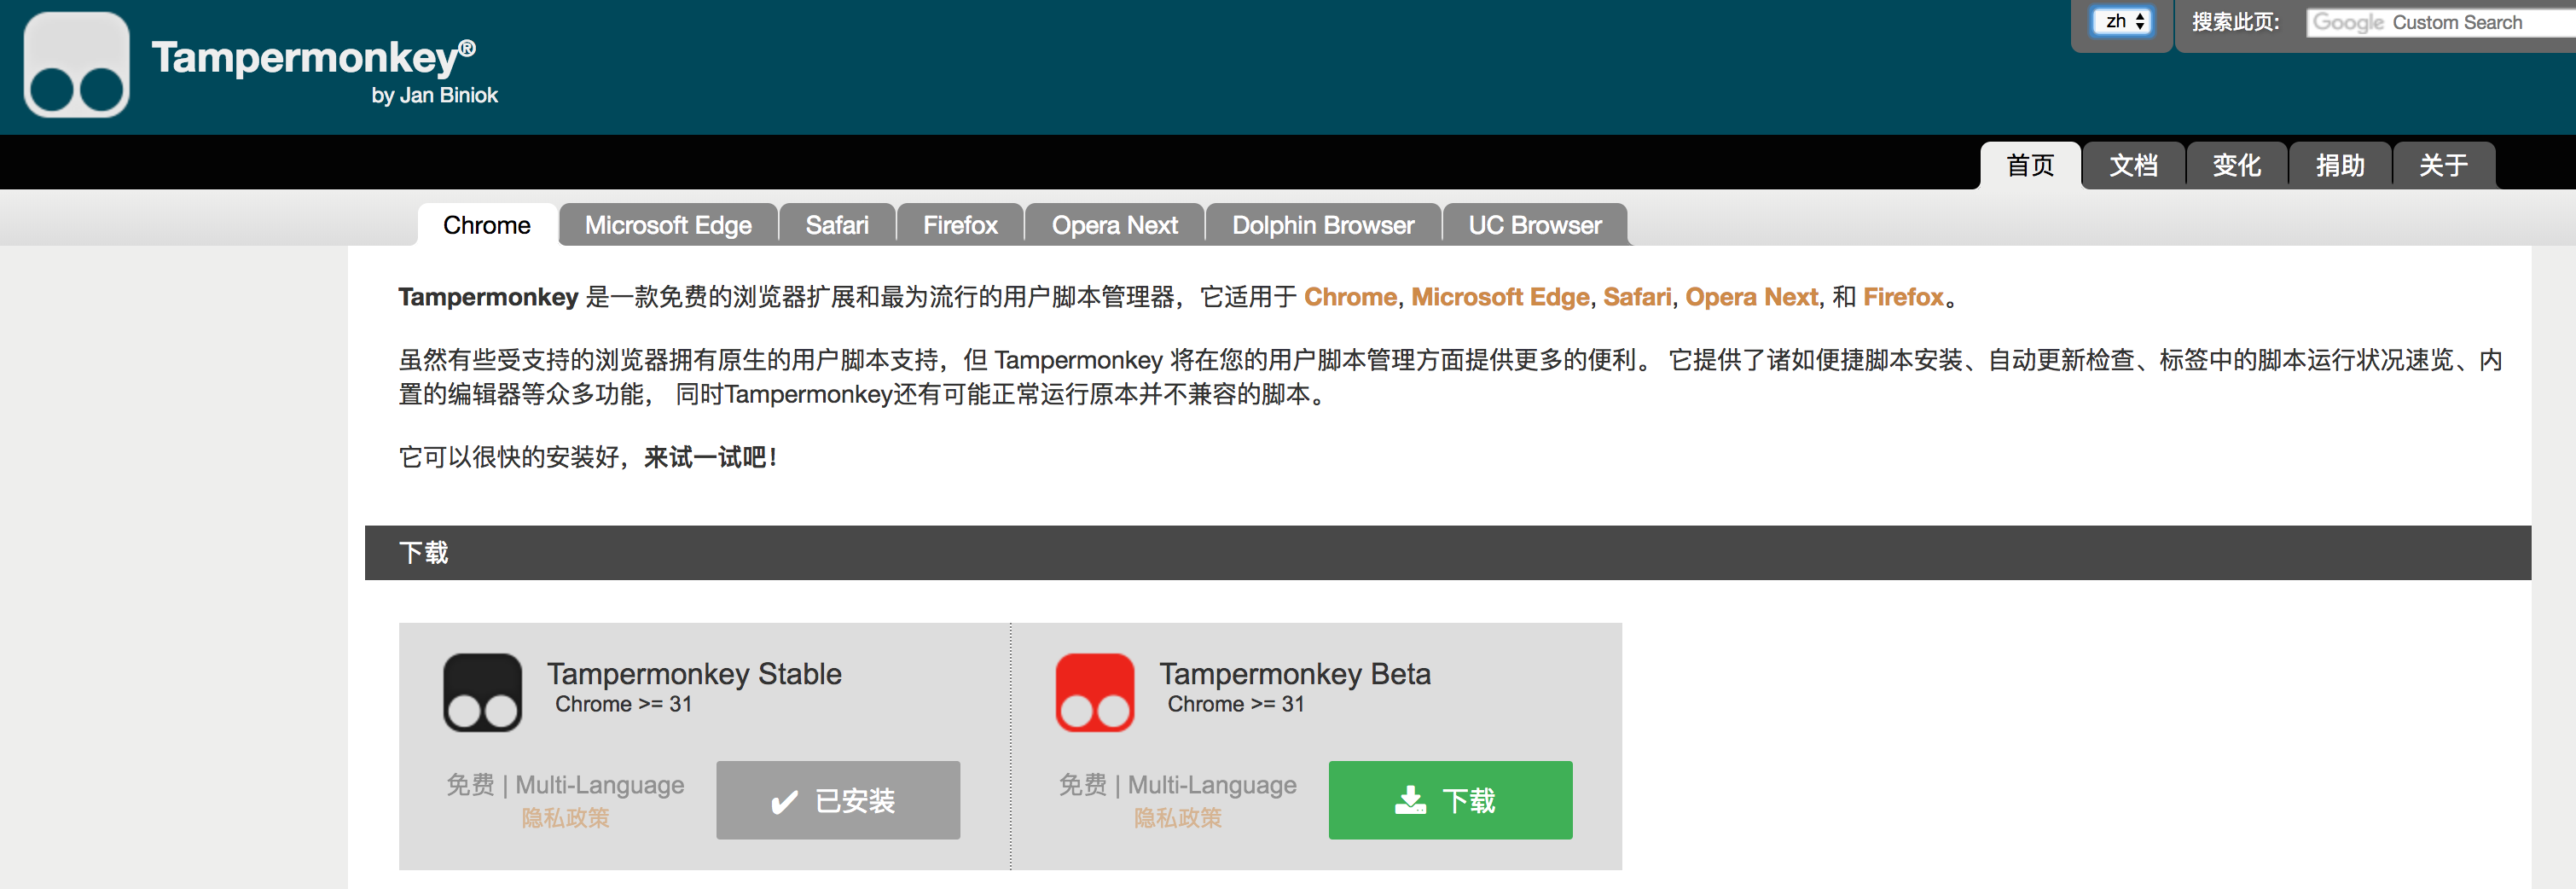 Tampermonkey®
by Jan Biniok
zh
搜索此页:
Google Custom Search
首页
文档
变化
捐助
关于
Chrome
Microsoft Edge
Safari
Firefox
Opera Next
Dolphin Browser
UC Browser
Tampermonkey 是一款免费的浏览器扩展和最为流行的用户脚本管理器，它适用于 Chrome, Microsoft Edge, Safari, Opera Next, 和 Firefox。
虽然有些受支持的浏览器拥有原生的用户脚本支持，但 Tampermonkey 将在您的用户脚本管理方面提供更多的便利。 它提供了诸如便捷脚本安装、自动更新检查、标签中的脚本运行状况速览、内
置的编辑器等众多功能， 同时Tampermonkey还有可能正常运行原本并不兼容的脚本。
它可以很快的安装好，来试一试吧！
下载
Tampermonkey Stable
Chrome >= 31
免费 | Multi-Language
隐私政策
已安装
Tampermonkey Beta
Chrome >= 31
免费 | Multi-Language
隐私政策
下载